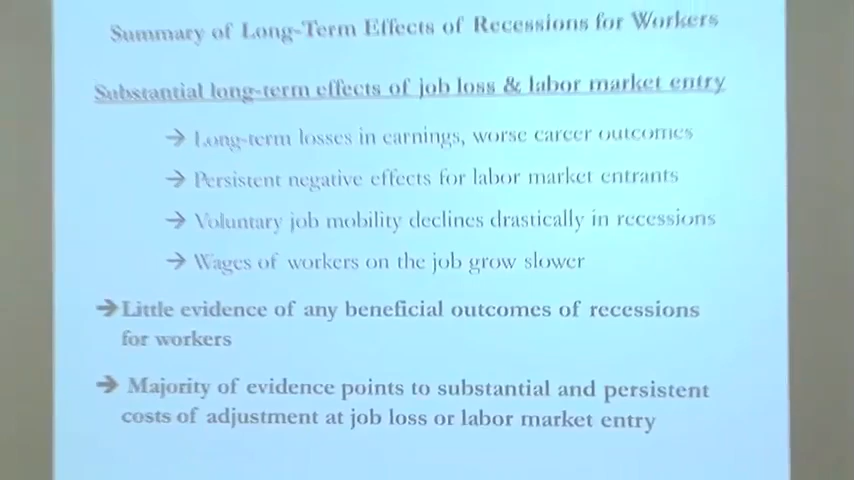 Summary of Long-Term Effects of Recessions for Workers
Substantial long-term effects of job loss & labor market entry
→ Long-term losses in earnings, worse career outcomes
→ Persistent negative effects for labor market entrants
→ Voluntary job mobility declines drastically in recessions
→ Wages of workers on the job grow slower
→ Little evidence of any beneficial outcomes of recessions
for workers
→ Majority of evidence points to substantial and persistent
costs of adjustment at job loss or labor market entry